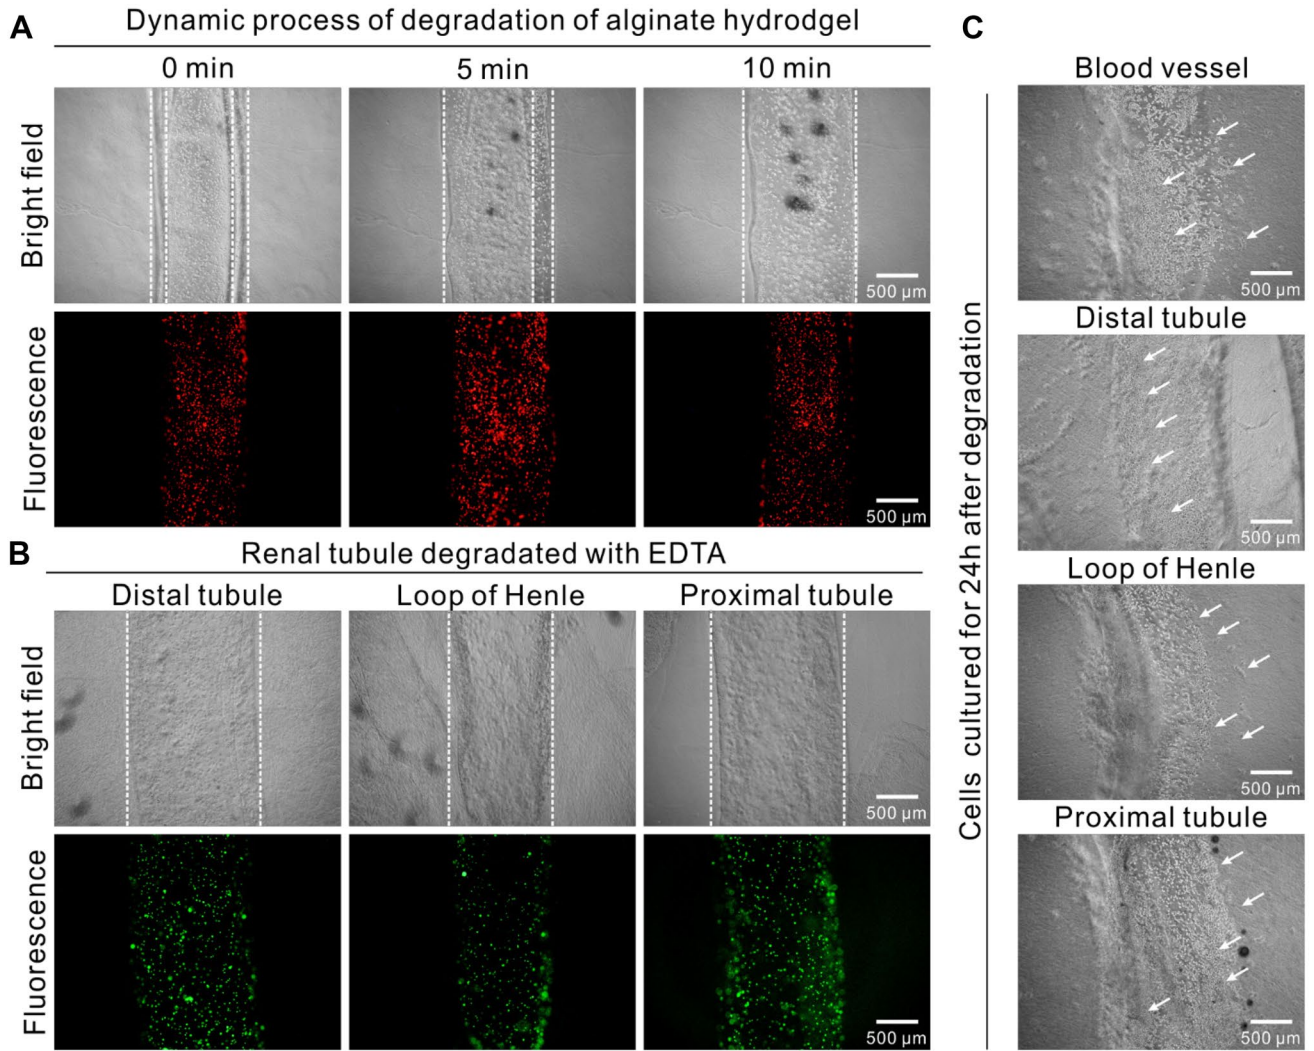 A
Dynamic process of degradation of alginate hydrodgel
0 min
5 min
10 min
Bright field
500 µm
Fluorescence
500 µm
B
Renal tubule degradated with EDTA
Distal tubule
Loop of Henle
Proximal tubule
Bright field
500 µm
Fluorescence
500 µm
C
Cells cultured for 24h after degradation
Blood vessel
500 µm
Distal tubule
500 µm
Loop of Henle
500 µm
Proximal tubule
500 µm